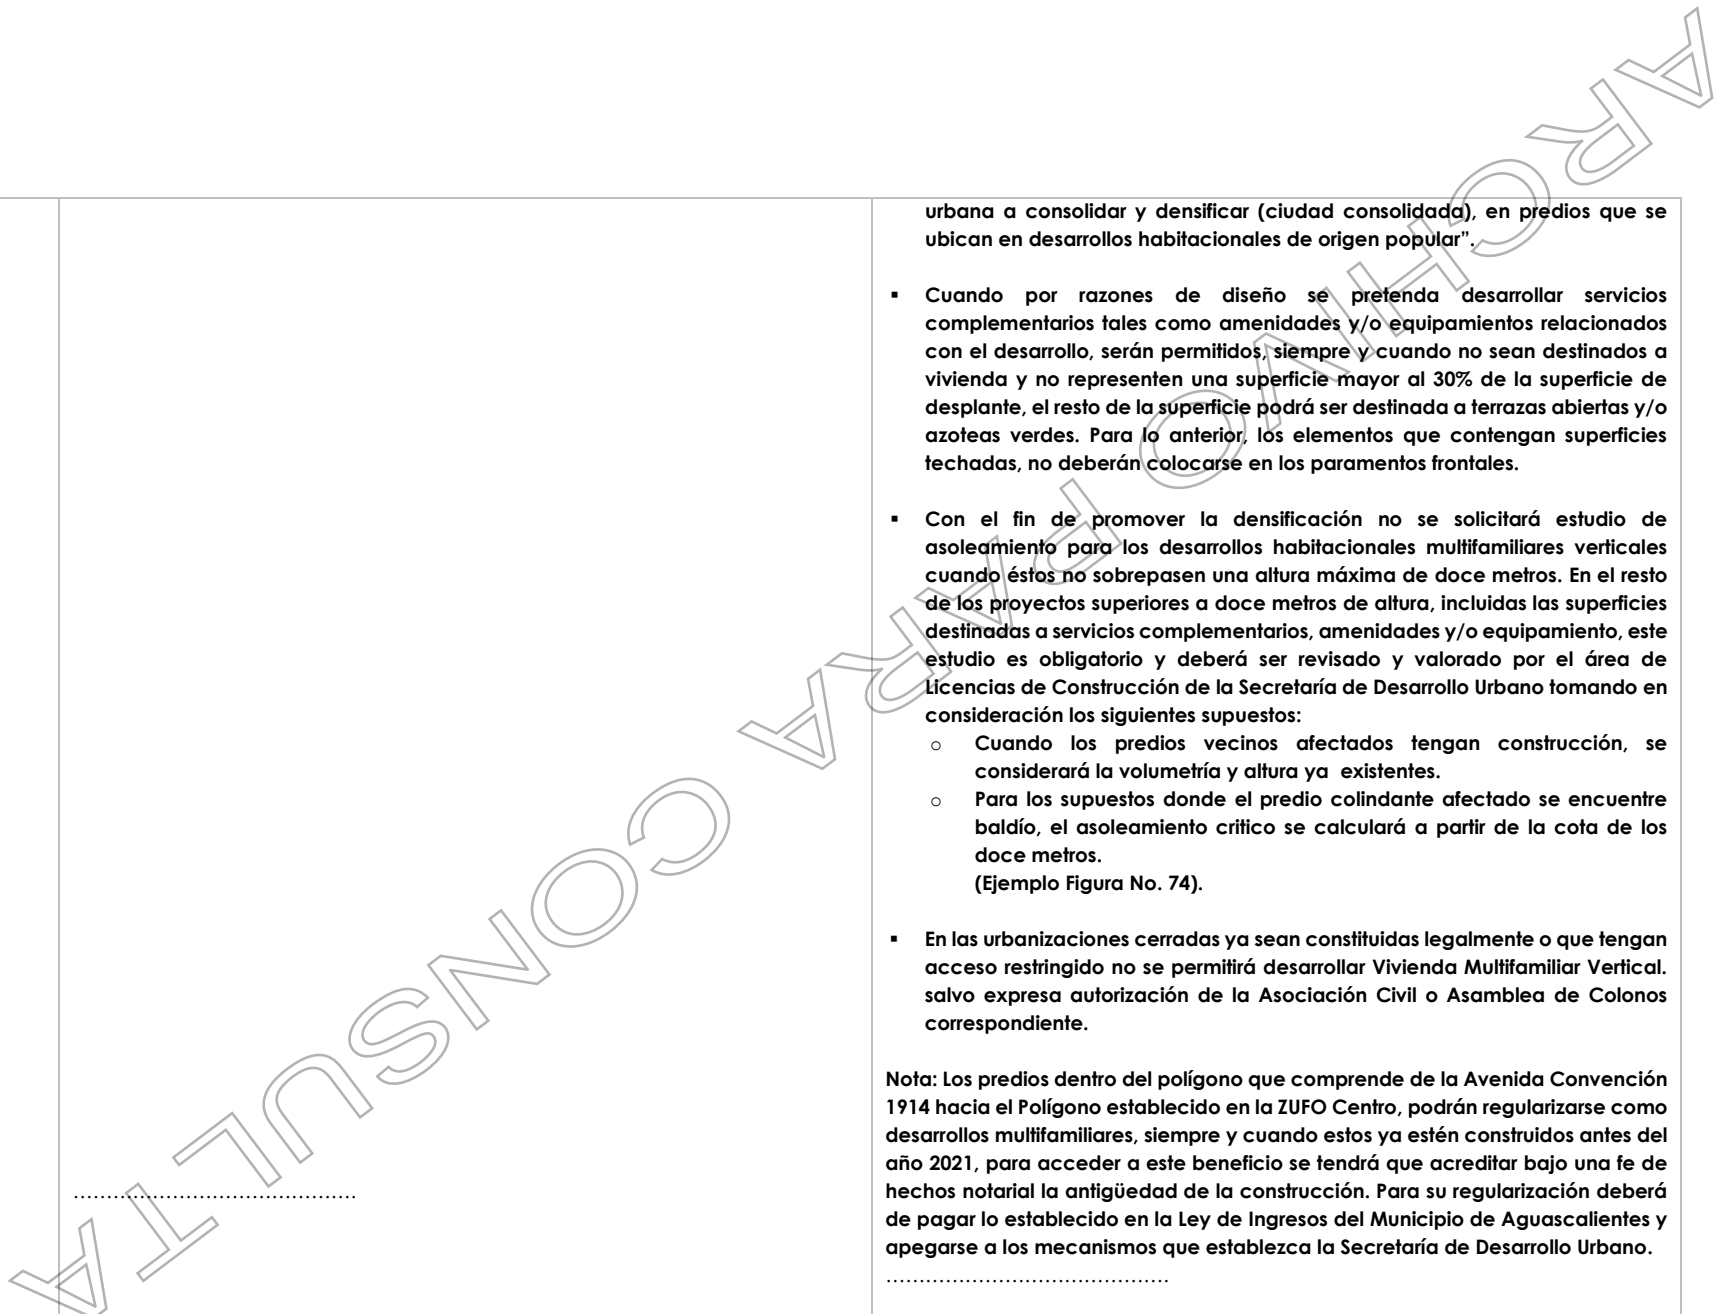 urbana a consolidar y densificar (ciudad consolidada), en predios que se
ubican en desarrollos habitacionales de origen popular”.
▪ Cuando por razones de diseño se pretenda desarrollar servicios
complementarios tales como amenidades y/o equipamientos relacionados
con el desarrollo, serán permitidos, siempre y cuando no sean destinados a
vivienda y no representen una superficie mayor al 30% de la superficie de
desplante, el resto de la superficie podrá ser destinada a terrazas abiertas y/o
azoteas verdes. Para lo anterior, los elementos que contengan superficies
techadas, no deberán colocarse en los paramentos frontales.
▪ Con el fin de promover la densificación no se solicitará estudio de
asoleamiento para los desarrollos habitacionales multifamiliares verticales
cuando éstos no sobrepasen una altura máxima de doce metros. En el resto
de los proyectos superiores a doce metros de altura, incluidas las superficies
destinadas a servicios complementarios, amenidades y/o equipamiento, este
estudio es obligatorio y deberá ser revisado y valorado por el área de
Licencias de Construcción de la Secretaría de Desarrollo Urbano tomando en
consideración los siguientes supuestos:
o Cuando los predios vecinos afectados tengan construcción, se
considerará la volumetría y altura ya existentes.
o Para los supuestos donde el predio colindante afectado se encuentre
baldío, el asoleamiento critico se calculará a partir de la cota de los
doce metros.
(Ejemplo Figura No. 74).
▪ En las urbanizaciones cerradas ya sean constituidas legalmente o que tengan
acceso restringido no se permitirá desarrollar Vivienda Multifamiliar Vertical.
salvo expresa autorización de la Asociación Civil o Asamblea de Colonos
correspondiente.
Nota: Los predios dentro del polígono que comprende de la Avenida Convención
1914 hacia el Polígono establecido en la ZUFO Centro, podrán regularizarse como
desarrollos multifamiliares, siempre y cuando estos ya estén construidos antes del
año 2021, para acceder a este beneficio se tendrá que acreditar bajo una fe de
hechos notarial la antigüedad de la construcción. Para su regularización deberá
de pagar lo establecido en la Ley de Ingresos del Municipio de Aguascalientes y
apegarse a los mecanismos que establezca la Secretaría de Desarrollo Urbano.
...........................................
...........................................
ARCHIVO PARA CONSULTA